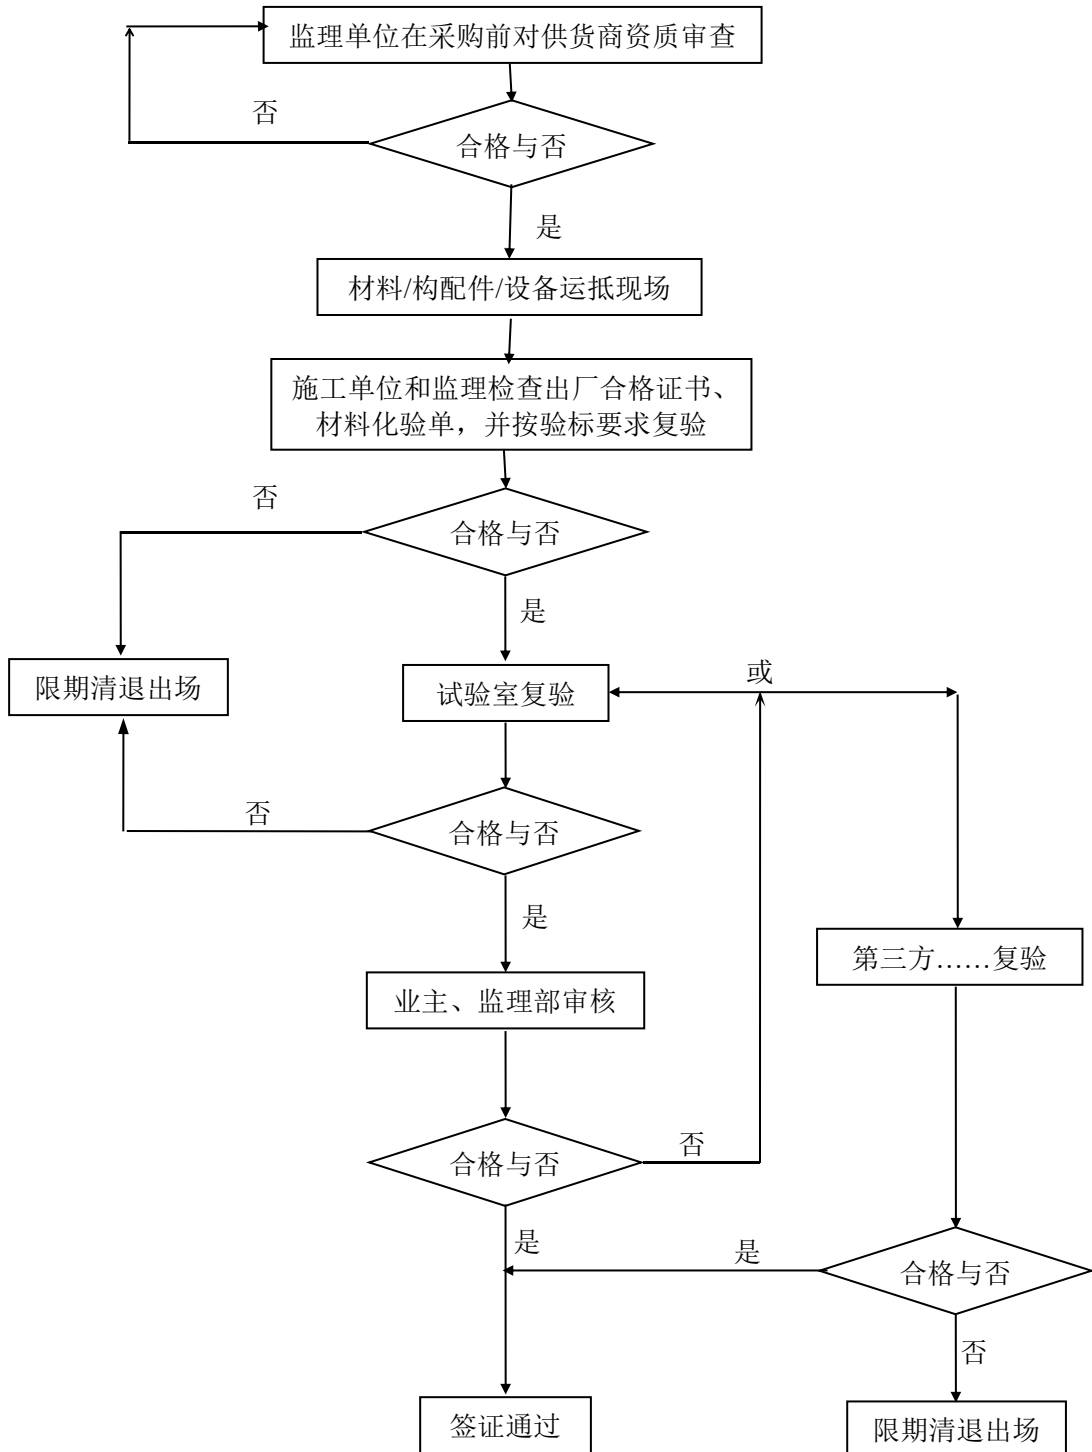 监理单位在采购前对供货商资质审查
否
合格与否
是
材料/构配件/设备运抵现场
施工单位和监理检查出厂合格证书、
材料化验单，并按验标要求复验
否
合格与否
是
限期清退出场
试验室复验
或
否
合格与否
是
第三方……复验
业主、监理部审核
否
合格与否
是
是
合格与否
否
签证通过
限期清退出场